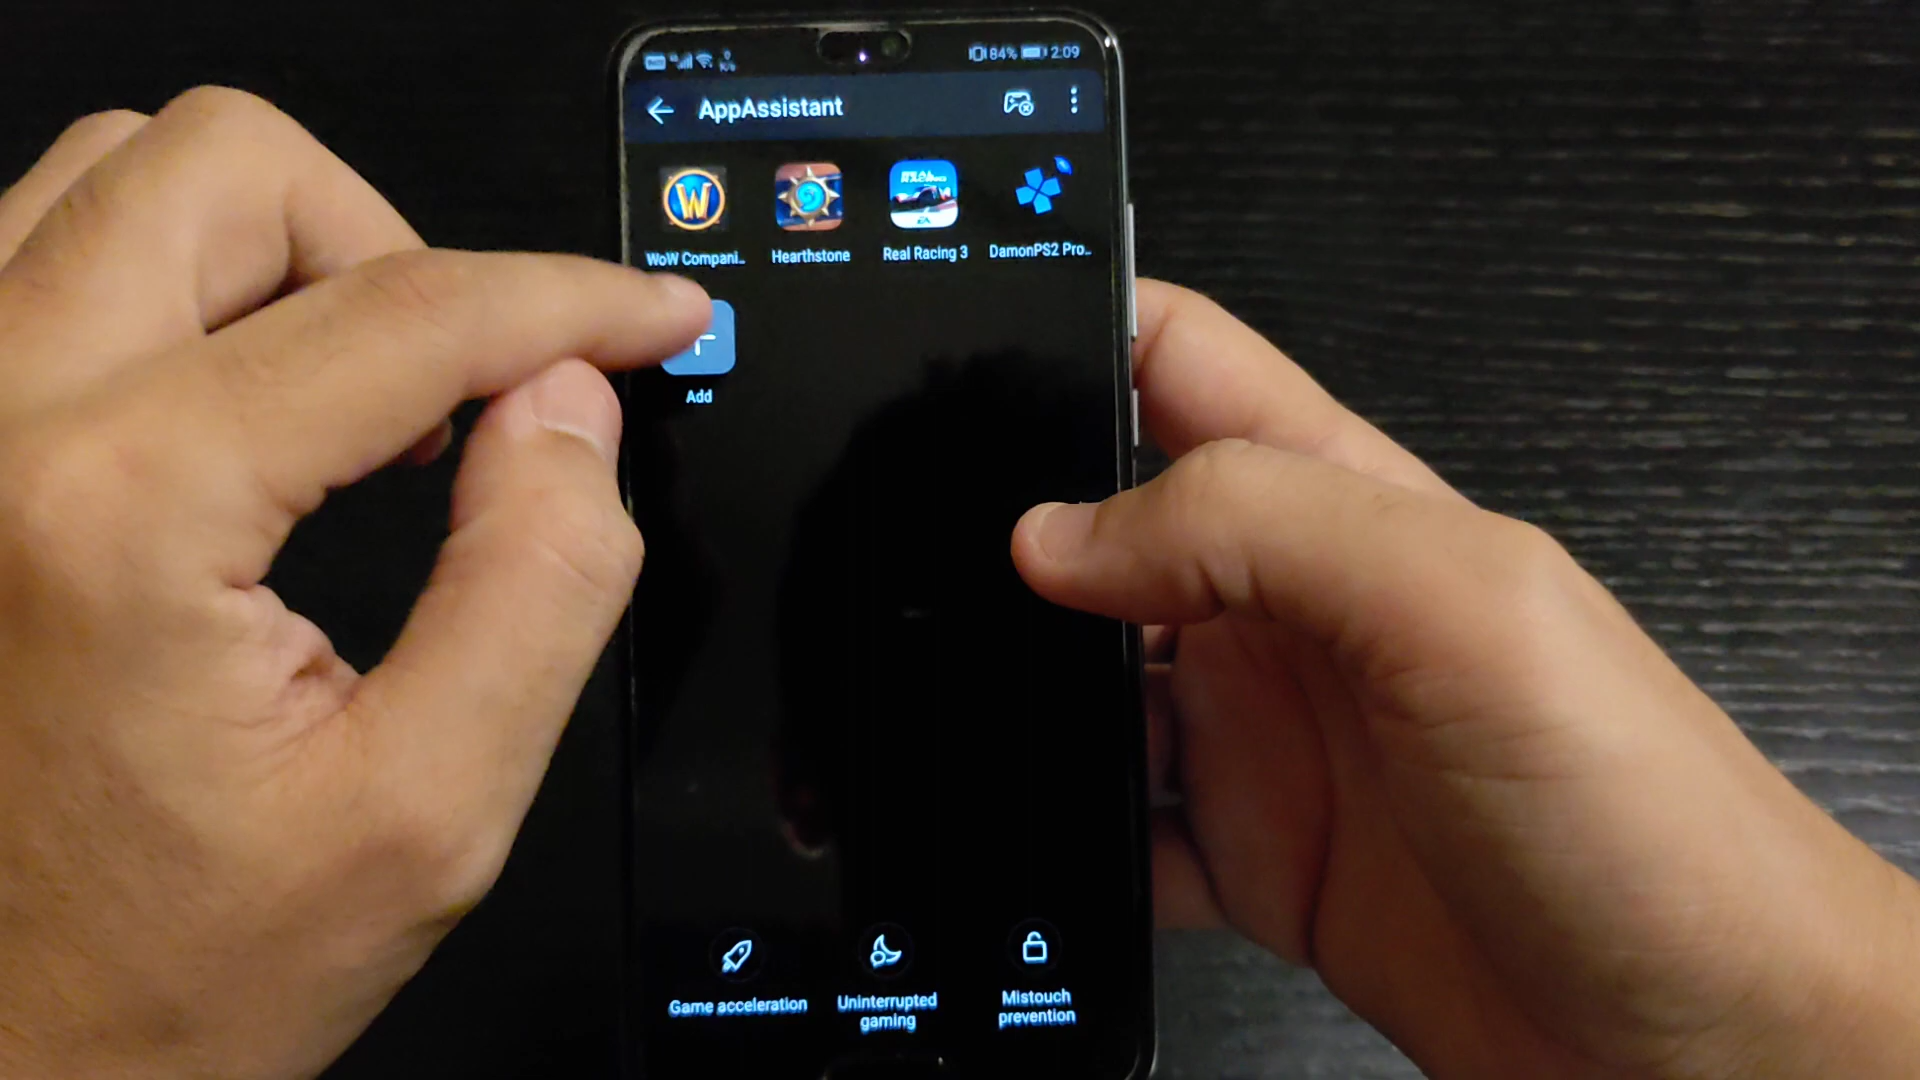 84% 2:09
AppAssistant
WoW Compani...
Hearthstone
Real Racing 3
DamonPS2 Pro...
Add
Game acceleration
Uninterrupted
gaming
Mistouch
prevention